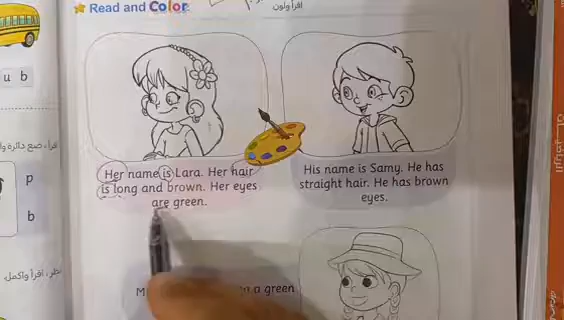 Read and Color
اقرأ ولون
u b
Her name is Lara. Her hair
is long and brown. Her eyes
are green.
His name is Samy. He has
straight hair. He has brown
eyes.
p
b
a green